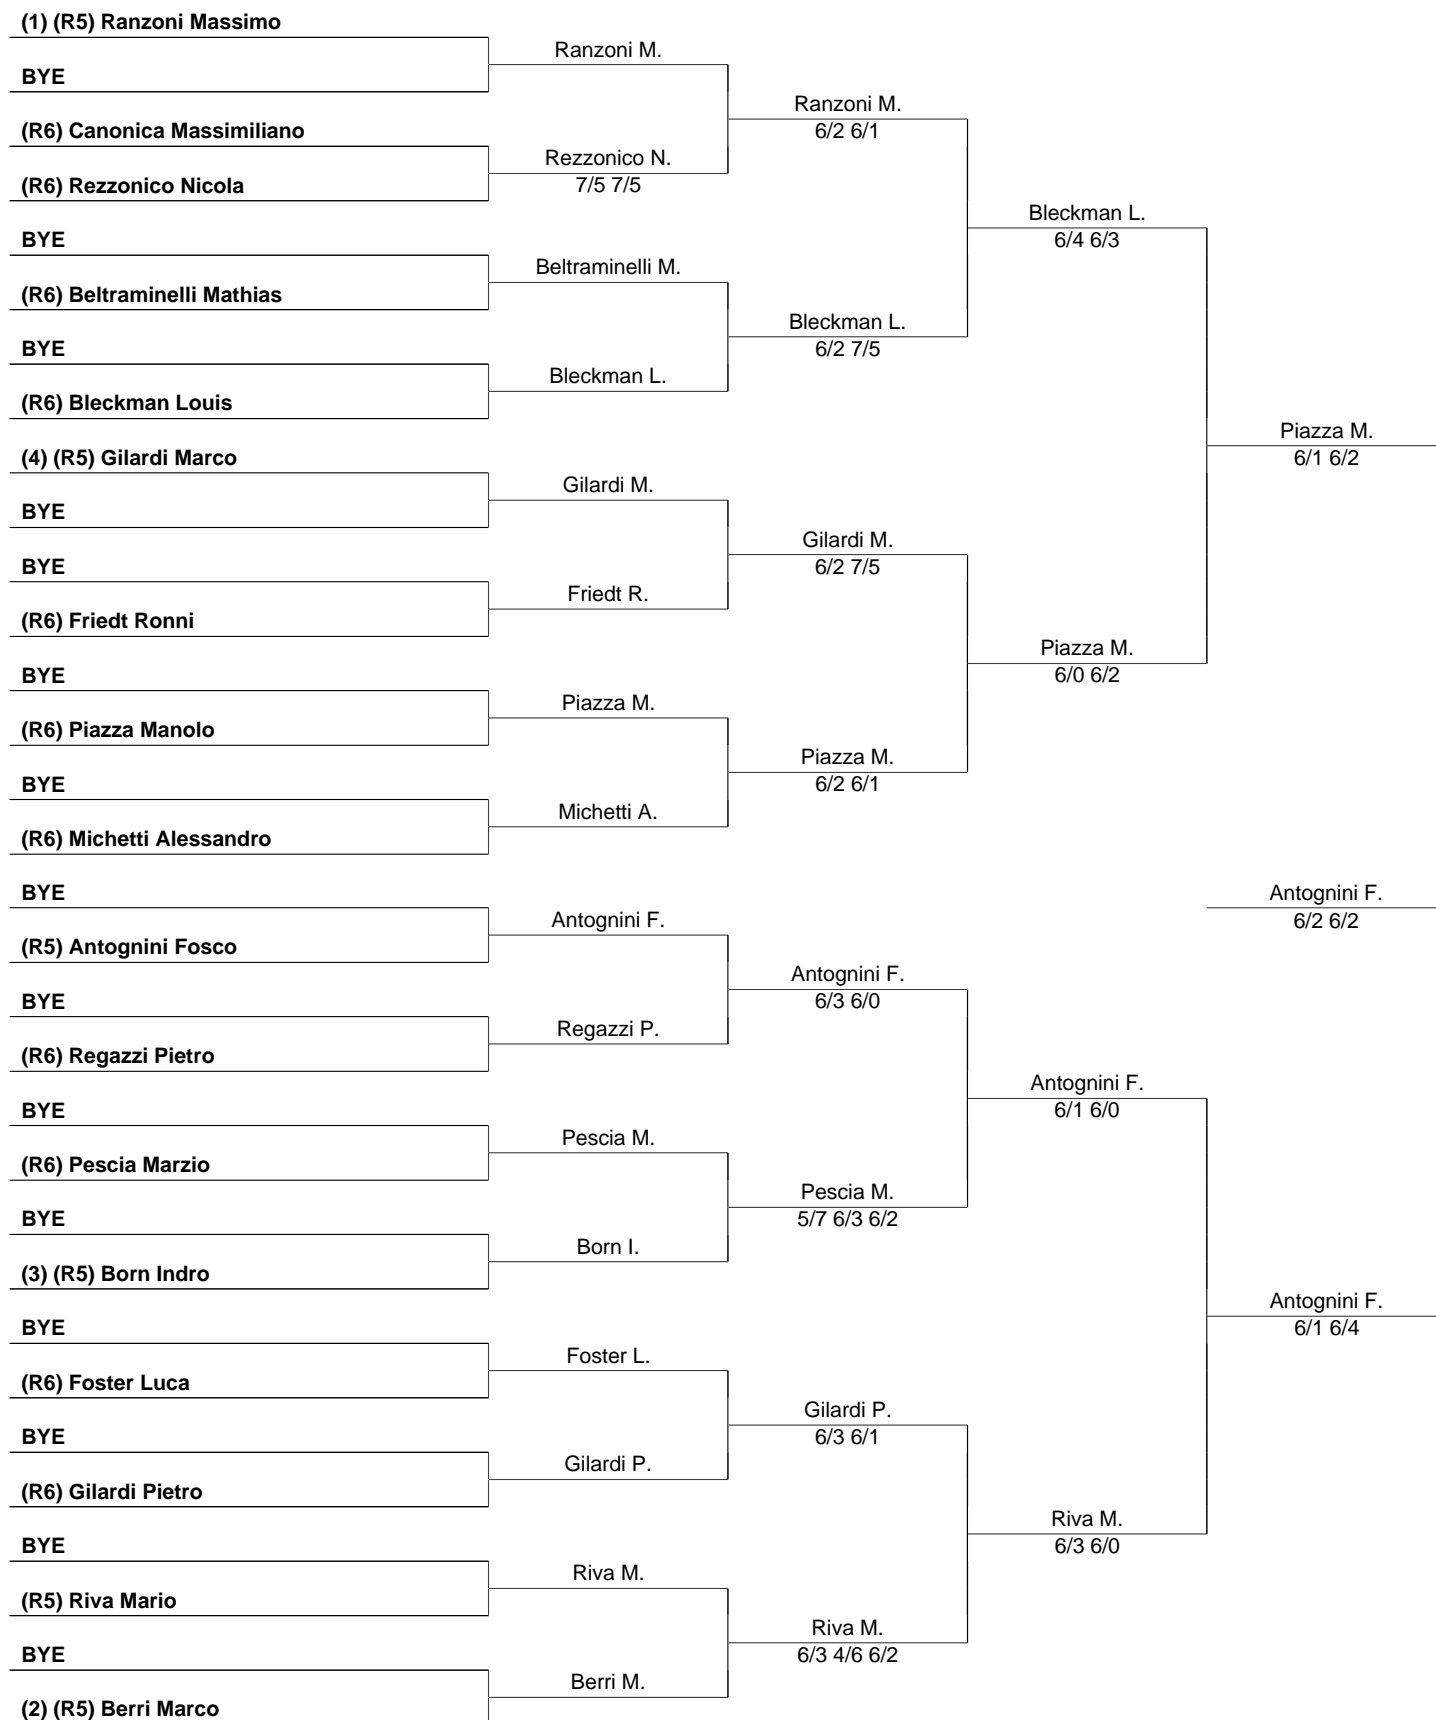 (1) (R5) Ranzoni Massimo
Ranzoni M.
BYE
Ranzoni M.
6/2 6/1
(R6) Canonica Massimiliano
Rezzonico N.
7/5 7/5
(R6) Rezzonico Nicola
Bleckman L.
6/4 6/3
BYE
Beltraminelli M.
(R6) Beltraminelli Mathias
Bleckman L.
6/2 7/5
BYE
Bleckman L.
(R6) Bleckman Louis
Piazza M.
6/1 6/2
(4) (R5) Gilardi Marco
Gilardi M.
BYE
Gilardi M.
6/2 7/5
BYE
Friedt R.
(R6) Friedt Ronni
Piazza M.
6/0 6/2
BYE
Piazza M.
(R6) Piazza Manolo
Piazza M.
6/2 6/1
BYE
Michetti A.
(R6) Michetti Alessandro
BYE
Antognini F.
6/2 6/2
Antognini F.
(R5) Antognini Fosco
Antognini F.
6/3 6/0
BYE
Regazzi P.
(R6) Regazzi Pietro
Antognini F.
6/1 6/0
BYE
Pescia M.
(R6) Pescia Marzio
Pescia M.
5/7 6/3 6/2
BYE
Born I.
(3) (R5) Born Indro
Antognini F.
6/1 6/4
BYE
Foster L.
(R6) Foster Luca
Gilardi P.
6/3 6/1
BYE
Gilardi P.
(R6) Gilardi Pietro
Riva M.
6/3 6/0
BYE
Riva M.
(R5) Riva Mario
Riva M.
6/3 4/6 6/2
BYE
Berri M.
(2) (R5) Berri Marco